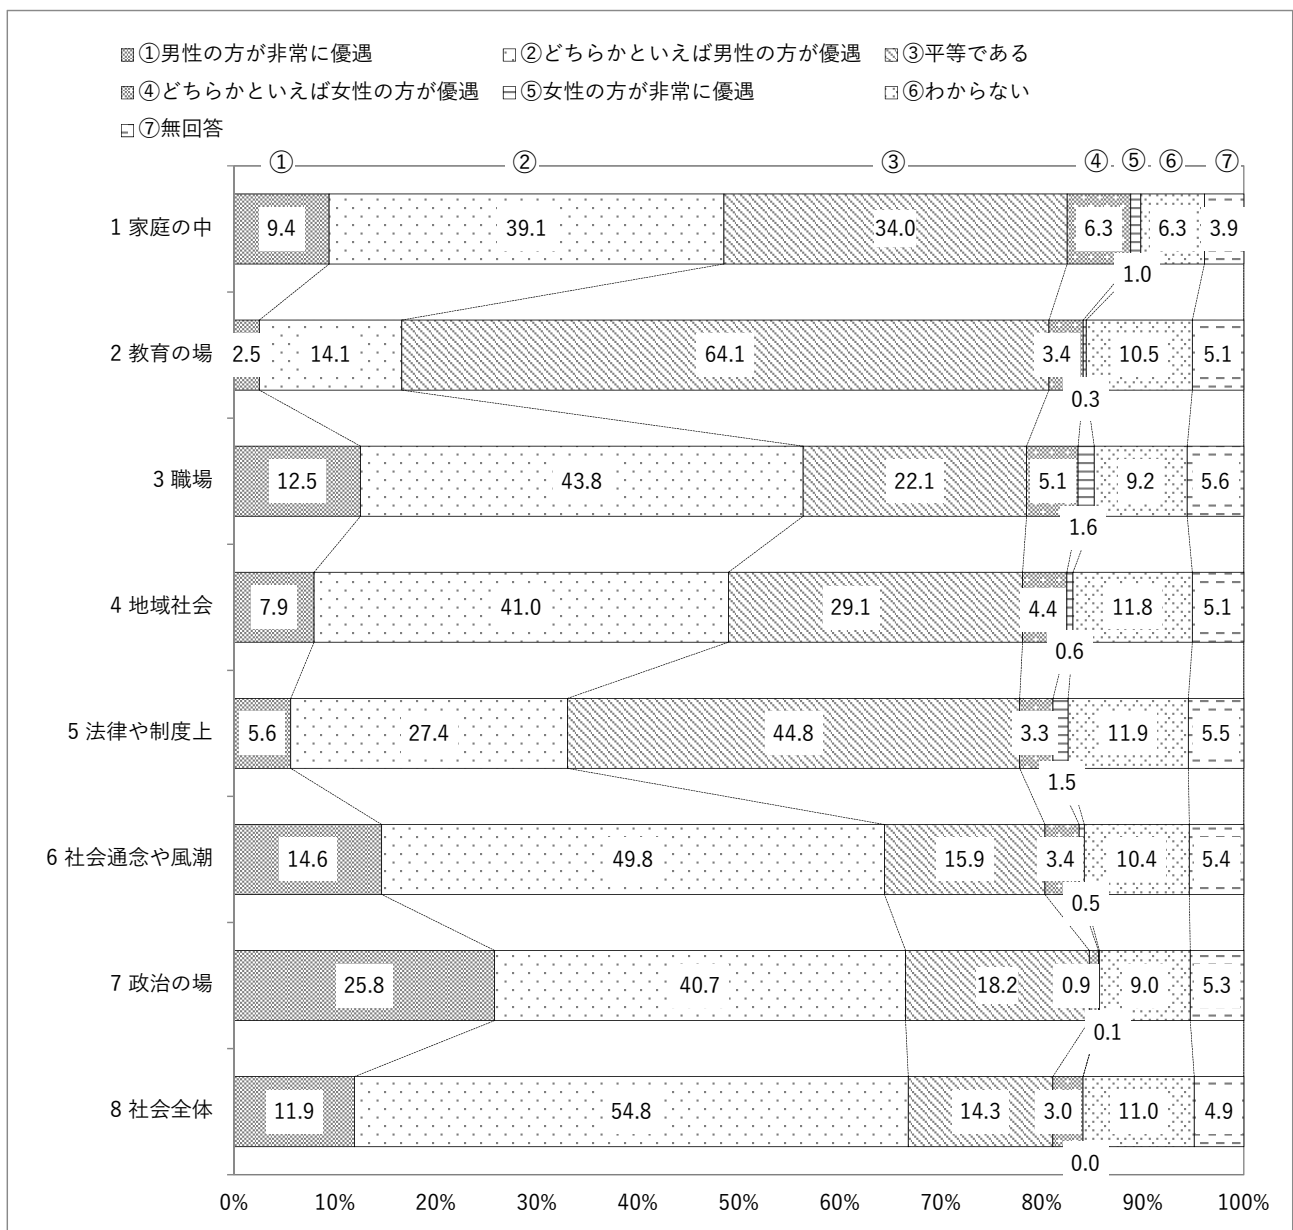 ①男性の方が非常に優遇 ②どちらかといえば男性の方が優遇 ③平等である
④どちらかといえば女性の方が優遇 ⑤女性の方が非常に優遇 ⑥わからない
⑦無回答
① ② ③ ④ ⑤ ⑥ ⑦
1 家庭の中 9.4 39.1 34.0 6.3 6.3 3.9
1.0
2 教育の場 2.5 14.1 64.1 3.4 10.5 5.1
0.3
3 職場 12.5 43.8 22.1 5.1 9.2 5.6
1.6
4 地域社会 7.9 41.0 29.1 4.4 11.8 5.1
0.6
5 法律や制度上 5.6 27.4 44.8 3.3 11.9 5.5
1.5
6 社会通念や風潮 14.6 49.8 15.9 3.4 10.4 5.4
0.5
7 政治の場 25.8 40.7 18.2 0.9 9.0 5.3
0.1
8 社会全体 11.9 54.8 14.3 3.0 11.0 4.9
0.0
0% 10% 20% 30% 40% 50% 60% 70% 80% 90% 100%